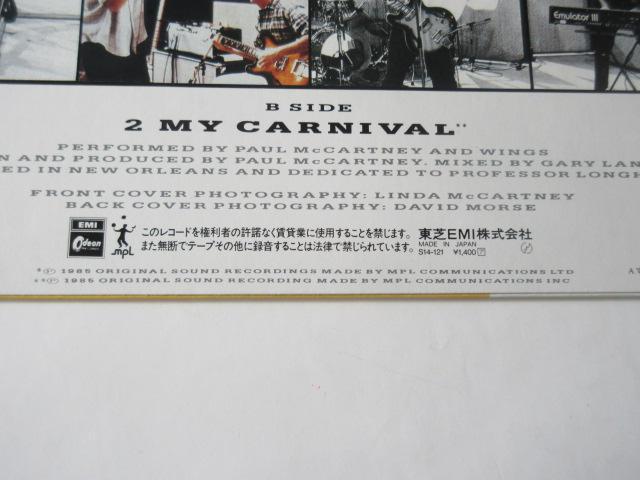 Emulator III
B SIDE
2 MY CARNIVAL**
PERFORMED BY PAUL McCARTNEY AND WINGS
N AND PRODUCED BY PAUL McCARTNEY. MIXED BY GARY LAN
ED IN NEW ORLEANS AND DEDICATED TO PROFESSOR LONGH
FRONT COVER PHOTOGRAPHY: LINDA McCARTNEY
BACK COVER PHOTOGRAPHY: DAVID MORSE
EMI
Odeon
mpl
このレコードを権利者の許諾なく賃貸業に使用することを禁じます。
また無断でテープその他に録音することは法律で禁じられています。
東芝EMI株式会社
MADE IN JAPAN
S14-121 ¥1,400
*℗ 1985 ORIGINAL SOUND RECORDINGS MADE BY MPL COMMUNICATIONS LTD
**℗ 1985 ORIGINAL SOUND RECORDING MADE BY MPL COMMUNICATIONS INC